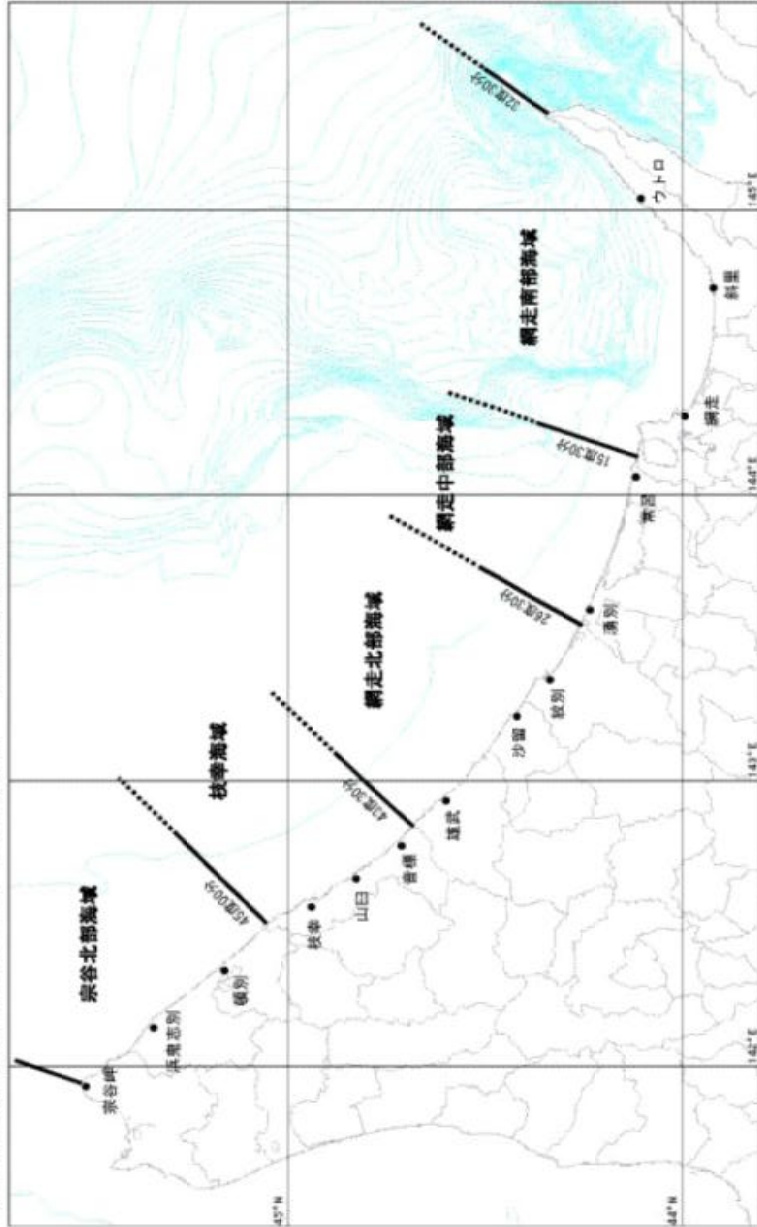 宗谷北部海域
枝幸海域
網走北部海域
網走中部海域
網走南部海域
45度00分
43度30分
26度30分
15度30分
32度30分
宗谷岬
浜鬼志別
頓別
枝幸
山臼
音標
雄武
沙留
紋別
湧別
常呂
網走
斜里
ウトロ
45°N
44°N
142°E
143°E
144°E
145°E